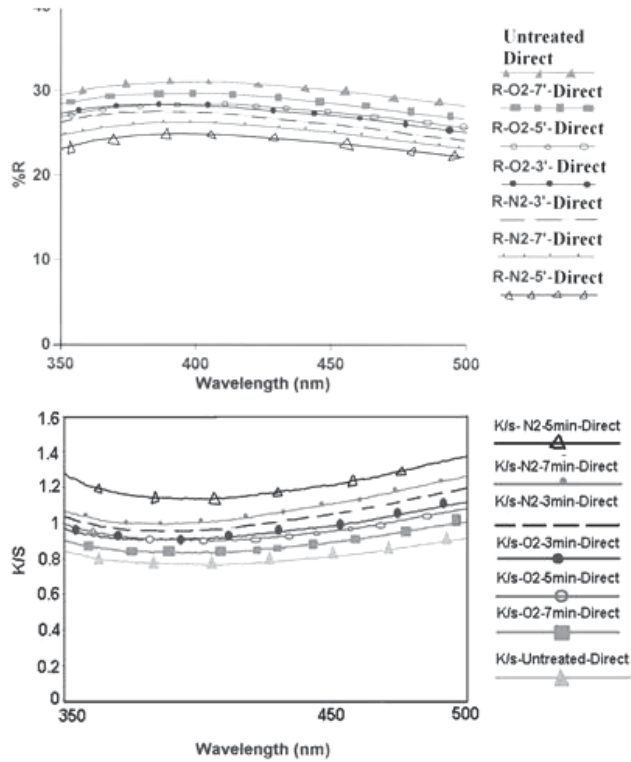 40
30
20
10
0
%R
350
400
450
500
Wavelength (nm)
Untreated
Direct
R-O2-7'-Direct
R-O2-5'-Direct
R-O2-3'-Direct
R-N2-3'-Direct
R-N2-7'-Direct
R-N2-5'-Direct
1.6
1.4
1.2
1
0.8
0.6
0.4
0.2
0
K/S
350
450
500
Wavelength (nm)
K/s- N2-5min-Direct
K/s-N2-7min-Direct
K/s-N2-3min-Direct
K/s-O2-3min-Direct
K/s-O2-5min-Direct
K/s-O2-7min-Direct
K/s-Untreated-Direct